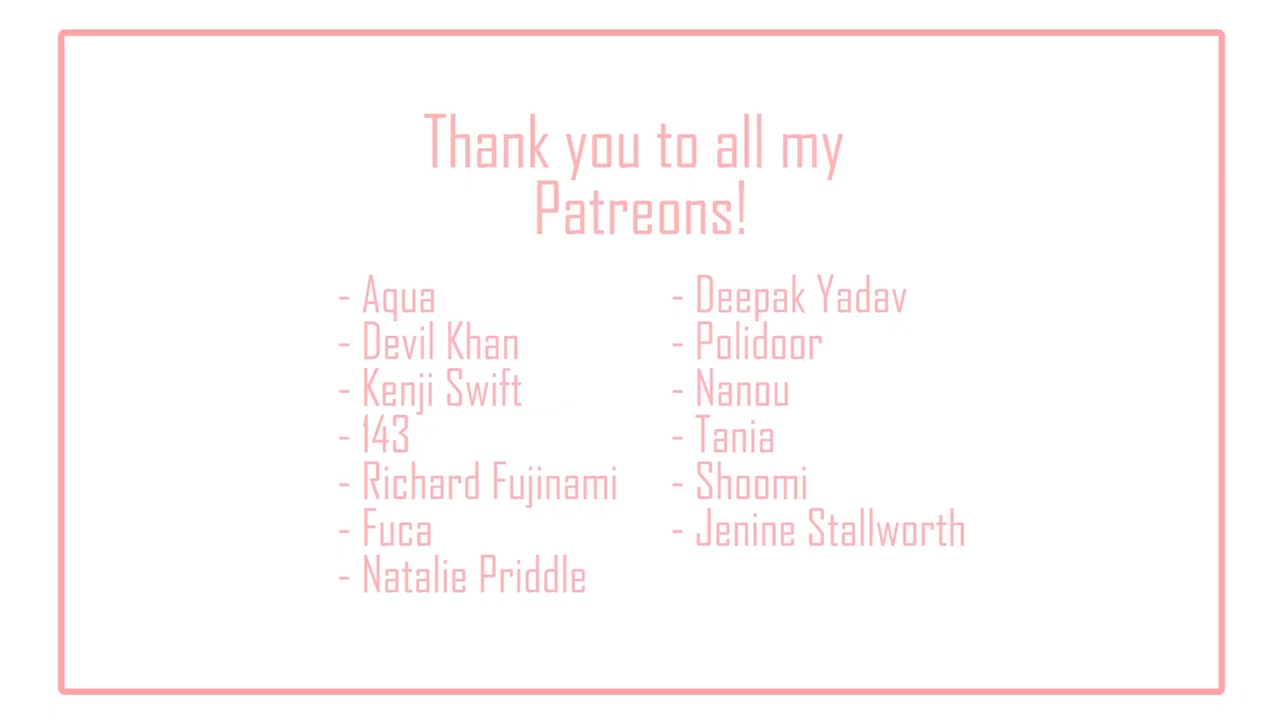 Thank you to all my
Patreons!
- Aqua
- Devil Khan
- Kenji Swift
- 143
- Richard Fujinami
- Fuca
- Natalie Priddle
- Deepak Yadav
- Polidoor
- Nanou
- Tania
- Shoomi
- Jenine Stallworth